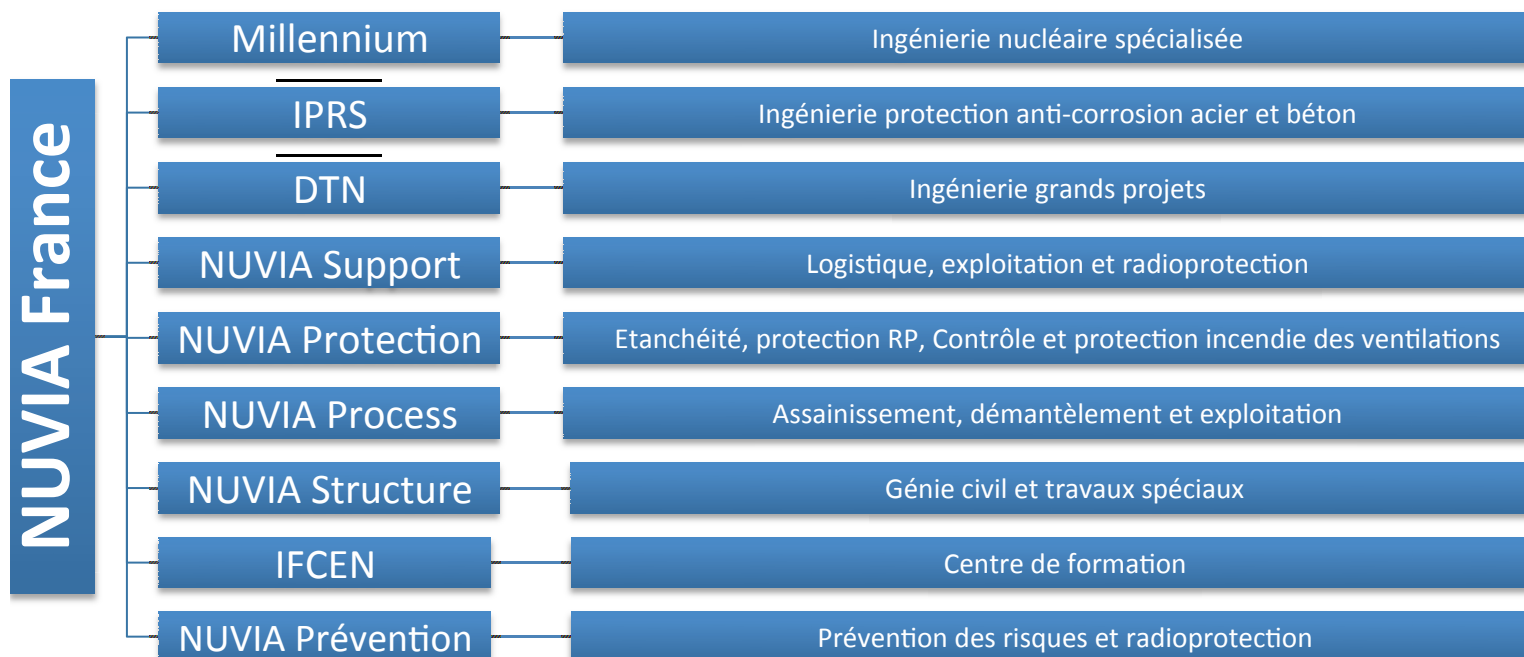 NUVIA France
Millennium
Ingénierie nucléaire spécialisée
IPRS
Ingénierie protection anti-corrosion acier et béton
DTN
Ingénierie grands projets
NUVIA Support
Logistique, exploitation et radioprotection
NUVIA Protection
Etanchéité, protection RP, Contrôle et protection incendie des ventilations
NUVIA Process
Assainissement, démantèlement et exploitation
NUVIA Structure
Génie civil et travaux spéciaux
IFCEN
Centre de formation
NUVIA Prévention
Prévention des risques et radioprotection